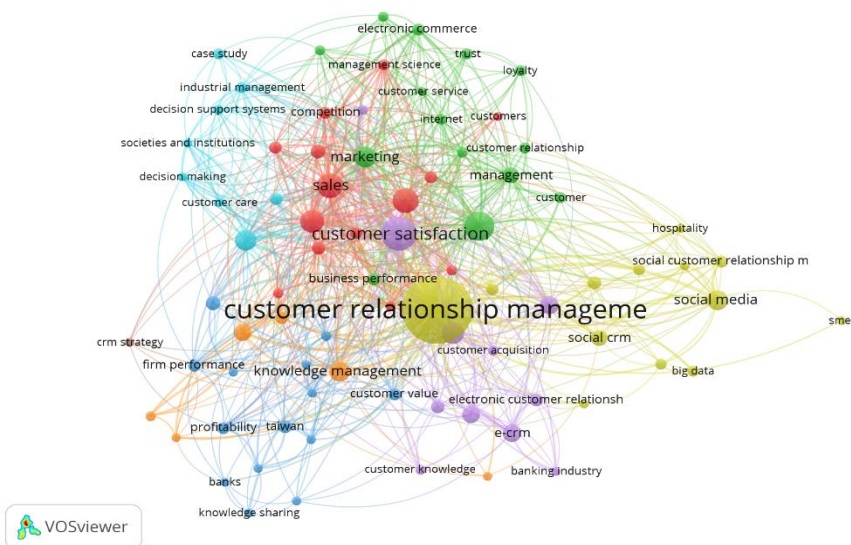 electronic commerce
case study
trust
management science
loyalty
industrial management
customer service
decision support systems
competition
internet
customers
societies and institutions
marketing
customer relationship
decision making
sales
management
customer care
customer
hospitality
customer satisfaction
social customer relationship m
business performance
social media
customer relationship manageme
sme
crm strategy
social crm
customer acquisition
firm performance
knowledge management
big data
customer value
electronic customer relationsh
profitability
taiwan
e-crm
customer knowledge
banking industry
banks
knowledge sharing
VOSviewer